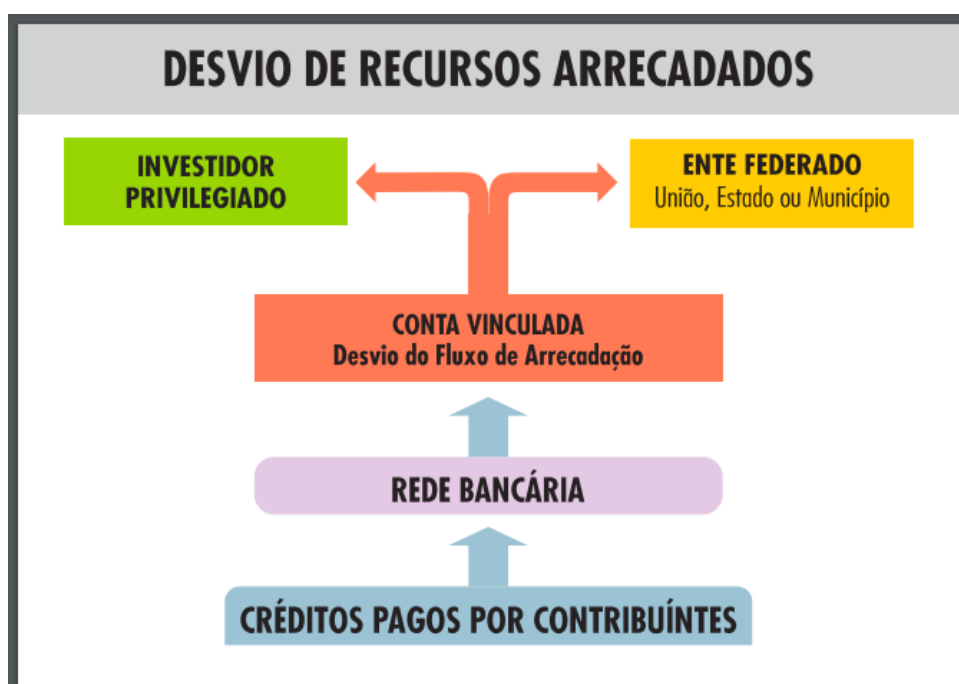 DESVIO DE RECURSOS ARRECADADOS
INVESTIDOR
PRIVILEGIADO
ENTE FEDERADO
União, Estado ou Município
CONTA VINCULADA
Desvio do Fluxo de Arrecadação
REDE BANCÁRIA
CRÉDITOS PAGOS POR CONTRIBUÍNTES